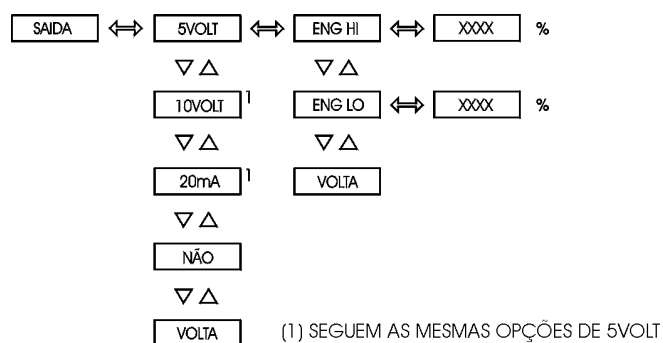 SAIDA 5VOLT ENG HI XXXX %
10VOLT 1 ENG LO XXXX %
20mA 1 VOLTA
NÃO
VOLTA (1) SEGUEM AS MESMAS OPÇÕES DE 5VOLT